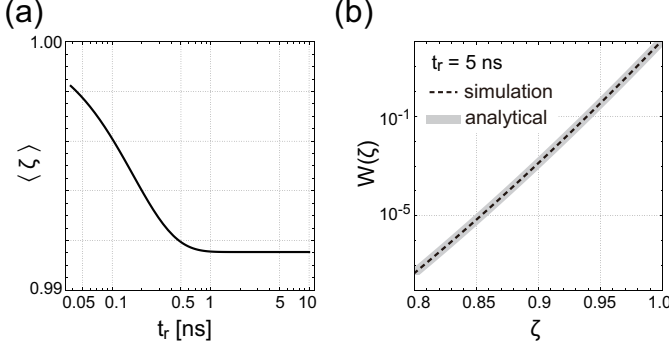 (a)
1.00
⟨ ζ ⟩
0.99
0.05 0.1 0.5 1 5 10
t_r [ns]
(b)
t_r = 5 ns
simulation
analytical
W(ζ)
10^-1
10^-5
0.8 0.85 0.9 0.95 1.0
ζ